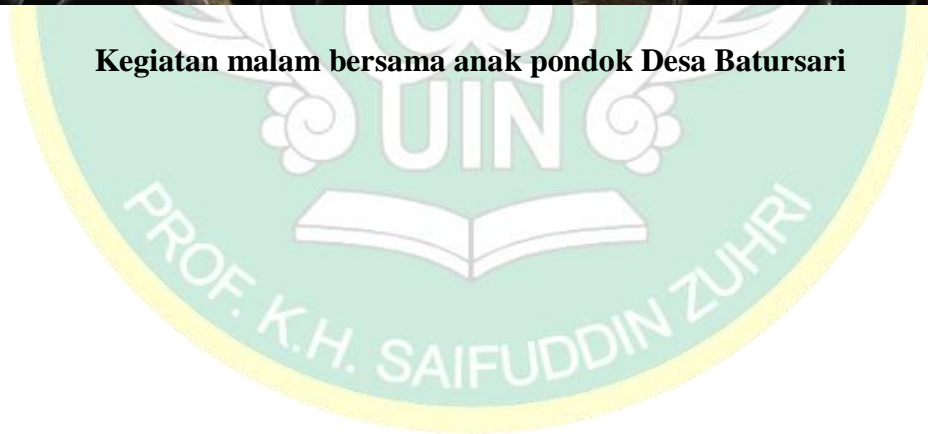 Kegiatan malam bersama anak pondok Desa Batursari
UIN
PROF. K.H. SAIFUDDIN ZUHRI